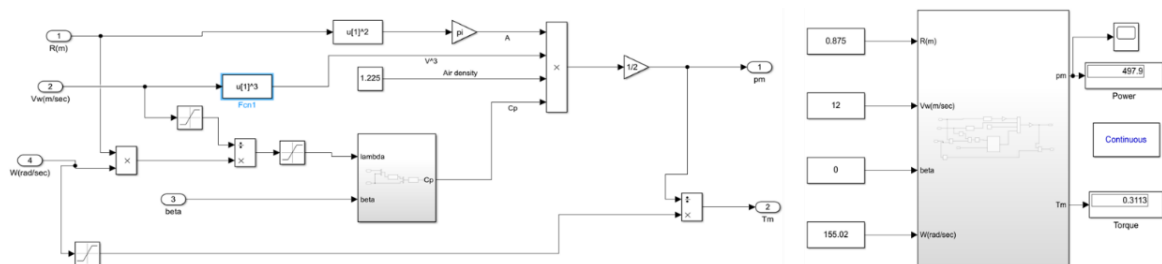 1
R(m)
u[1]^2
pi
A
V^3
2
Vw(m/sec)
u[1]^3
Fcn1
1.225
Air density
×
1/2
1
pm
Cp
4
W(rad/sec)
×
÷
×
lambda
Cp
beta
3
beta
÷
×
2
Tm
0.875
R(m)
12
Vw(m/sec)
0
beta
155.02
W(rad/sec)
pm
497.9
Power
Continuous
Tm
0.3113
Torque